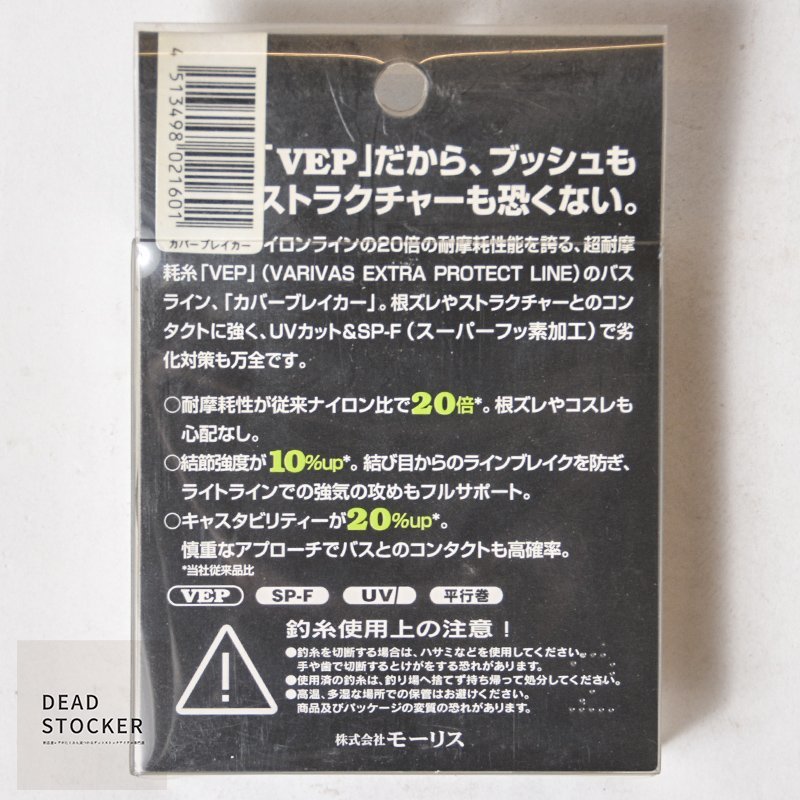 4 513498 021601
カバーブレイカー
「VEP」だから、ブッシュも
ストラクチャーも恐くない。
イロンラインの20倍の耐摩耗性能を誇る、超耐摩
耗糸「VEP」(VARIVAS EXTRA PROTECT LINE)のバス
ライン、「カバーブレイカー」。根ズレやストラクチャーとのコン
タクトに強く、UVカット&SP-F(スーパーフッ素加工)で劣
化対策も万全です。
○耐摩耗性が従来ナイロン比で20倍*。根ズレやコスレも
心配なし。
○結節強度が10%up*。結び目からのラインブレイクを防ぎ、
ライトラインでの強気の攻めもフルサポート。
○キャスタビリティーが20%up*。
慎重なアプローチでバスとのコンタクトも高確率。
*当社従来品比
VEP SP-F UV 平行巻
釣糸使用上の注意!
●釣糸を切断する場合は、ハサミなどを使用してください。
手や歯で切断するとけがをする恐れがあります。
●使用済の釣糸は、釣り場へ捨てず持ち帰って処分してください。
●高温、多湿な場所での保管はお避けください。
商品及びパッケージの変質の恐れがあります。
株式会社モーリス
DEAD
STOCKER